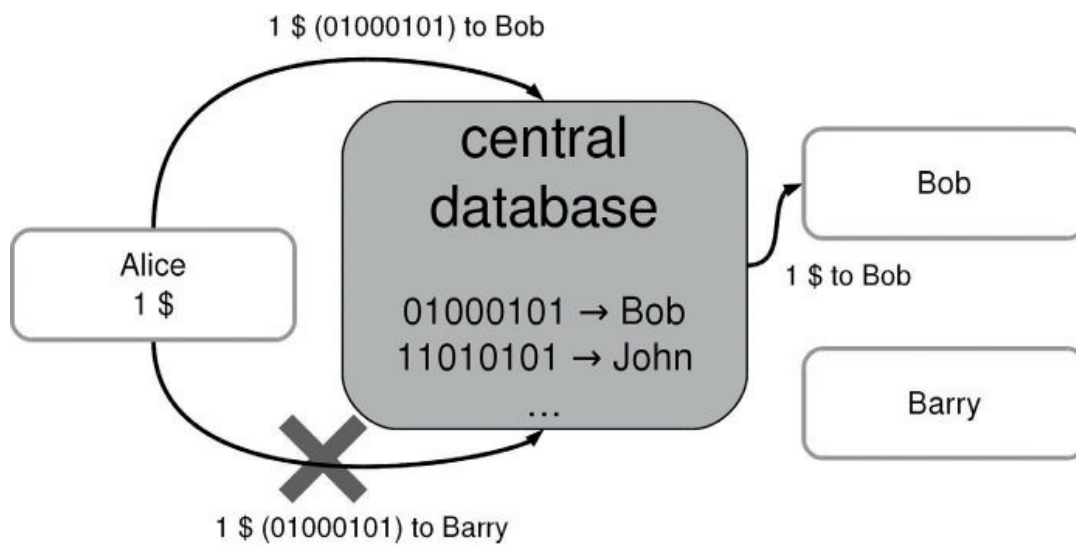 1 $ (01000101) to Bob
central
database
Bob
Alice
1 $
1 $ to Bob
01000101 → Bob
11010101 → John
...
Barry
1 $ (01000101) to Barry